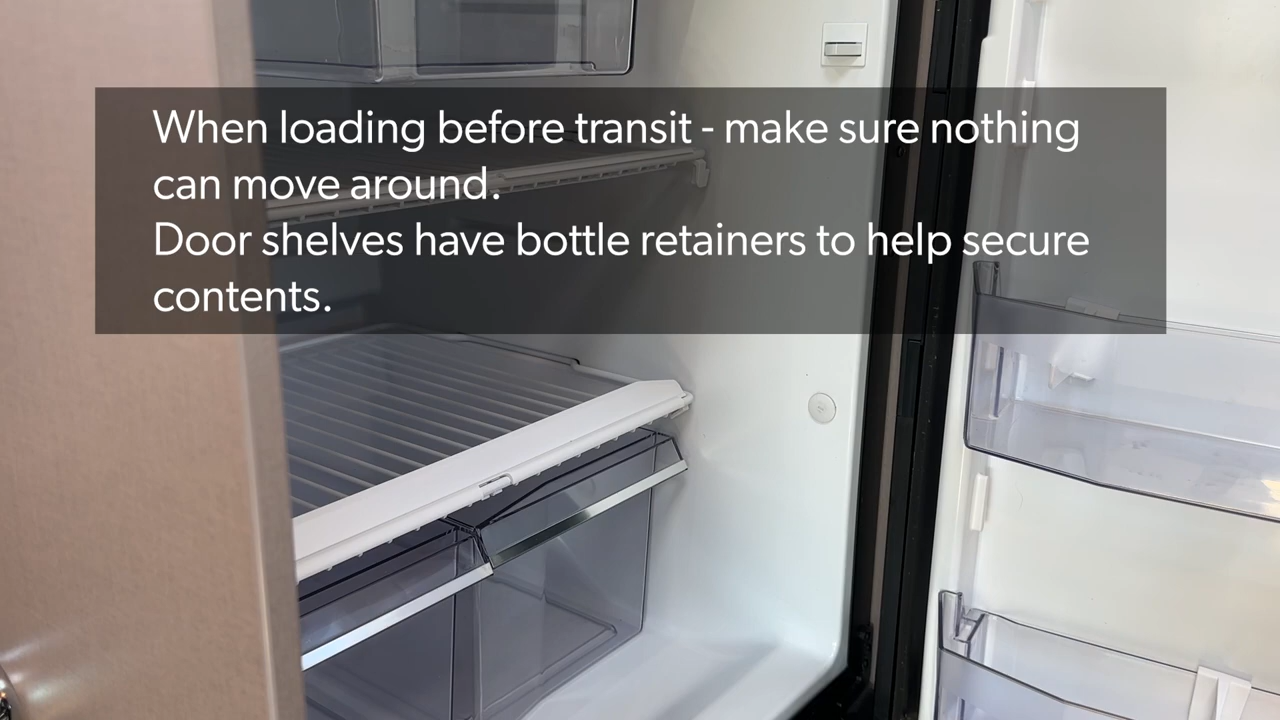 When loading before transit - make sure nothing
can move around.
Door shelves have bottle retainers to help secure
contents.